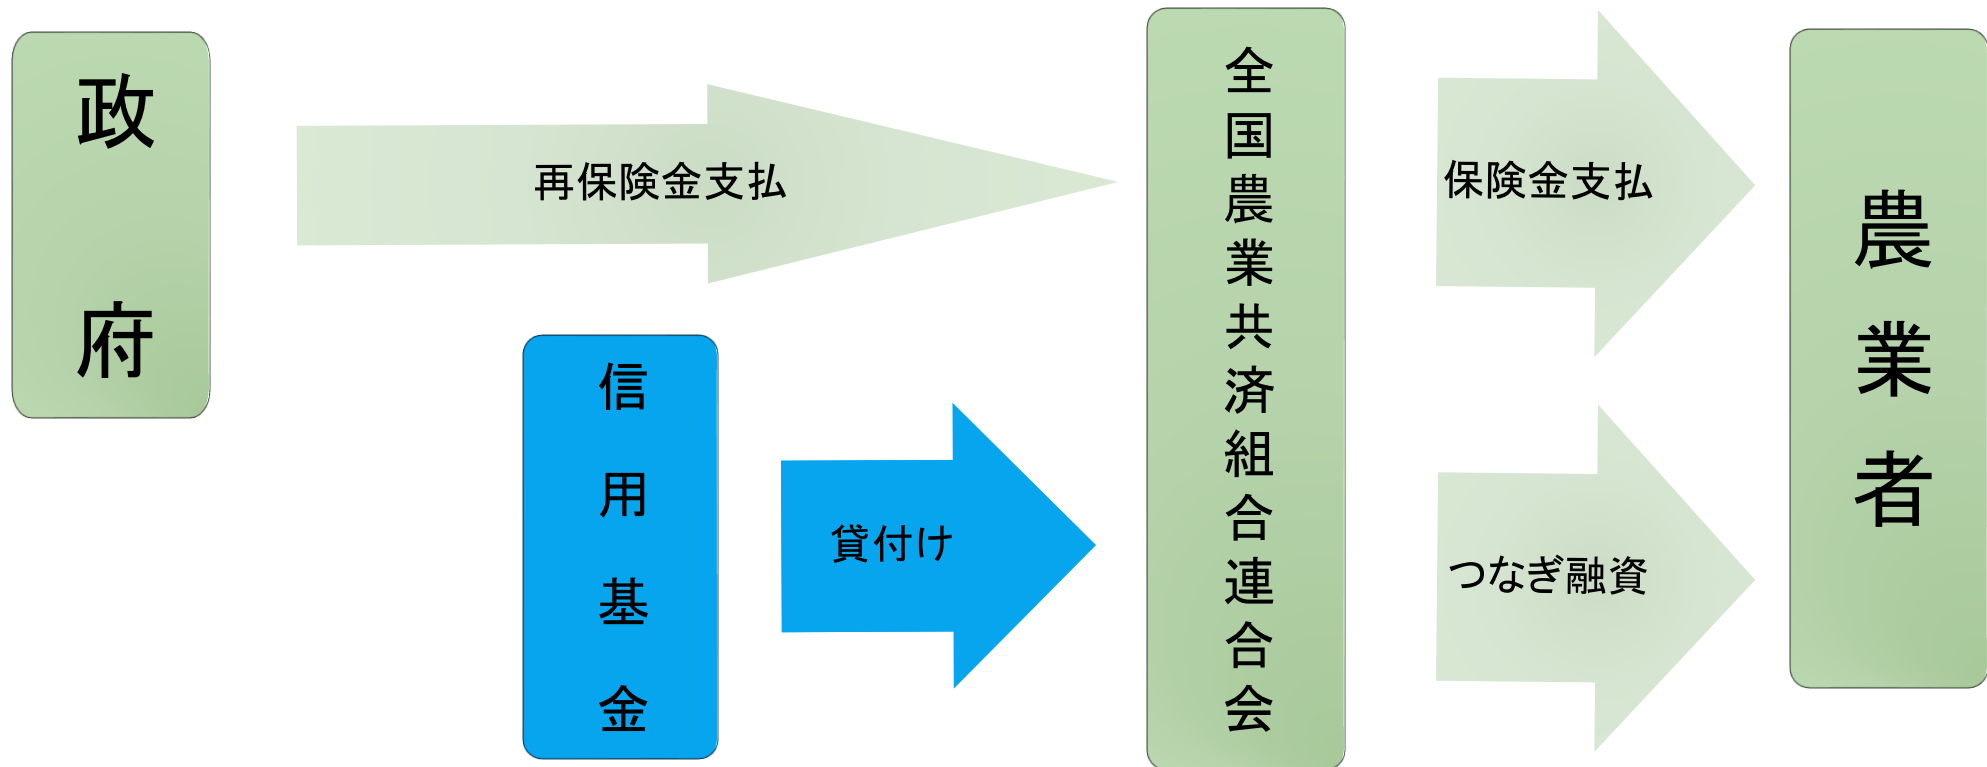 政府
再保険金支払
信用基金
貸付け
全国農業共済組合連合会
保険金支払
つなぎ融資
農業者